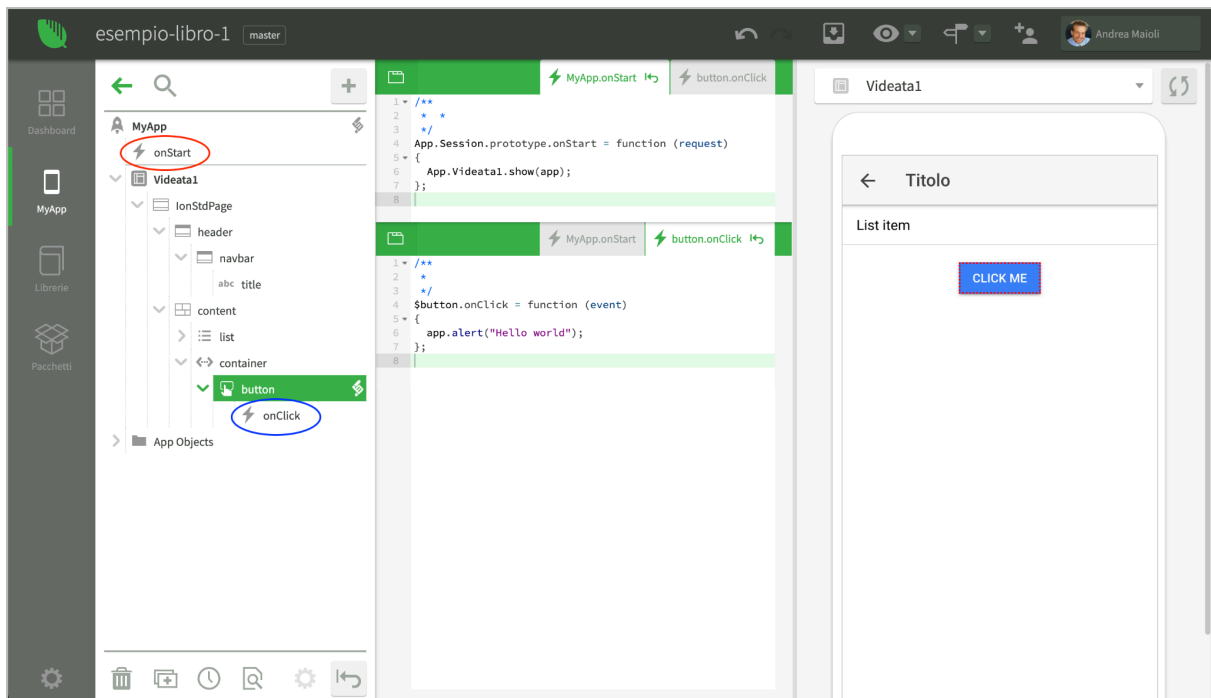 esempio-libro-1 master
Andrea Maioli
Dashboard
MyApp
Librerie
Pacchetti
MyApp
onStart
Videata1
IonStdPage
header
navbar
abc title
content
list
container
button
onClick
App Objects
MyApp.onStart button.onClick
1 /**
2 * *
3 */
4 App.Session.prototype.onStart = function (request)
5 {
6 App.Videata1.show(app);
7 };
8
MyApp.onStart button.onClick
1 /**
2 *
3 */
4 $button.onClick = function (event)
5 {
6 app.alert("Hello world");
7 };
8
Videata1
Titolo
List item
CLICK ME